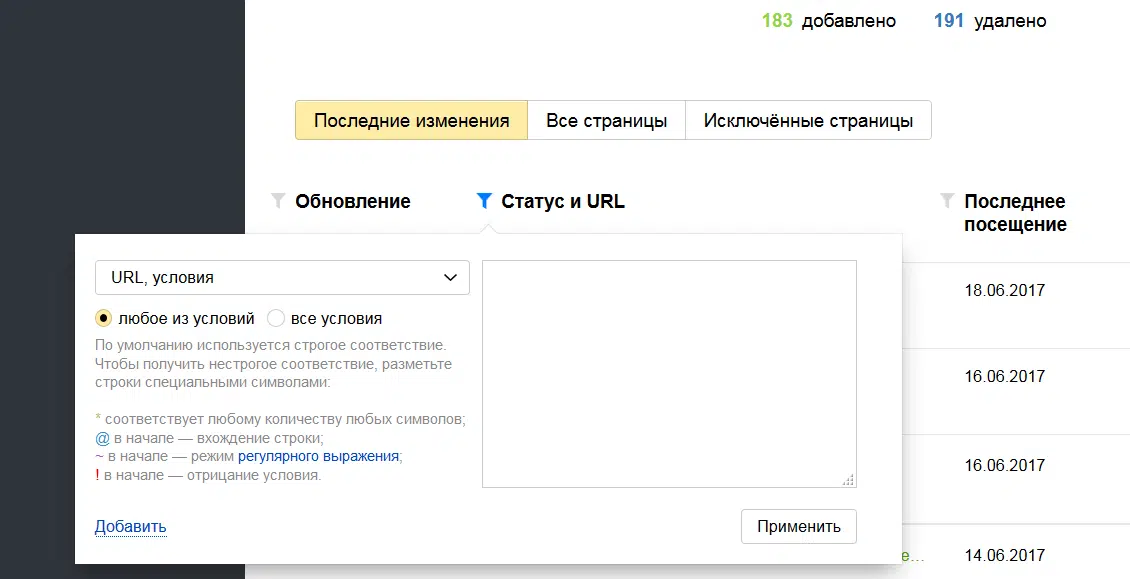 183 добавлено 191 удалено
Последние изменения Все страницы Исключённые страницы
Обновление Статус и URL Последнее
посещение
URL, условия
любое из условий все условия
По умолчанию используется строгое соответствие.
Чтобы получить нестрогое соответствие, разметьте
строки специальными символами:
* соответствует любому количеству любых символов;
@ в начале — вхождение строки;
~ в начале — режим регулярного выражения;
! в начале — отрицание условия.
Добавить Применить
18.06.2017
16.06.2017
16.06.2017
е... 14.06.2017